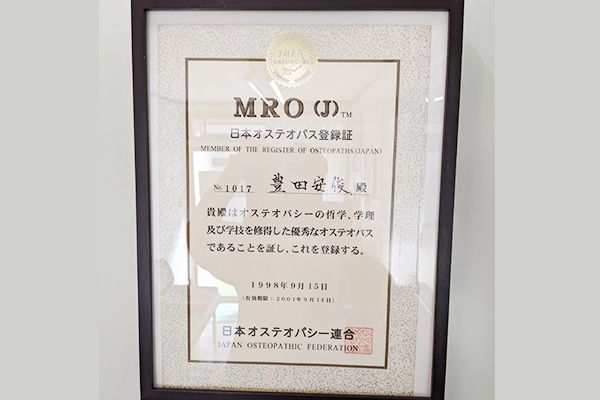 J.O.F.
MRO (J)™
日本オステオパス登録証
MEMBER OF THE REGISTER OF OSTEOPATHS (JAPAN)
No. 1017 豊田安俊 殿
貴殿はオステオパシーの哲学、学理
及び学技を修得した優秀なオステオパス
であることを証し、これを登録する。
1998年9月15日
(有効期限:2001年9月14日)
日本オステオパシー連合
JAPAN OSTEOPATHIC FEDERATION